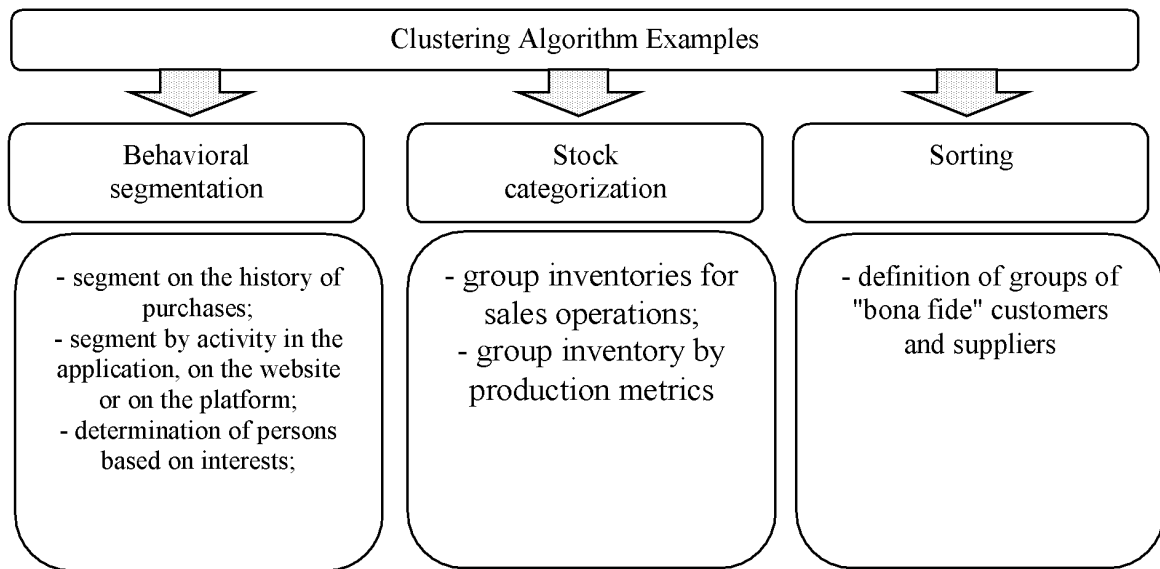 Clustering Algorithm Examples
Behavioral
segmentation
Stock
categorization
Sorting
- segment on the history of
purchases;
- segment by activity in the
application, on the website
or on the platform;
- determination of persons
based on interests;
- group inventories for
sales operations;
- group inventory by
production metrics
- definition of groups of
"bona fide" customers
and suppliers